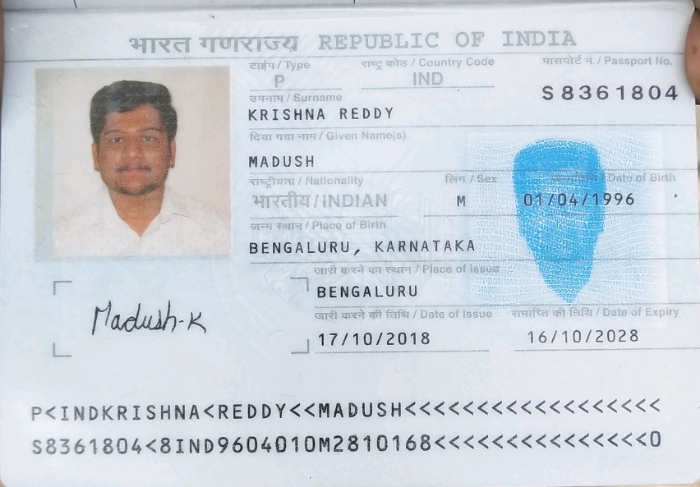 भारत गणराज्य REPUBLIC OF INDIA
टाईप / Type राष्ट्र कोड / Country Code पासपोर्ट नं. / Passport No.
P IND S8361804
उपनाम / Surname
KRISHNA REDDY
दिया गया नाम / Given Name(s)
MADUSH
राष्ट्रीयता / Nationality लिंग / Sex जन्मतिथि / Date of Birth
भारतीय / INDIAN M 01/04/1996
जन्म स्थान / Place of Birth
BENGALURU, KARNATAKA
जारी करने का स्थान / Place of Issue
BENGALURU
Madush-K
जारी करने की तिथि / Date of Issue समाप्ति की तिथि / Date of Expiry
17/10/2018 16/10/2028
P<INDKRISHNA<REDDY<<MADUSH<<<<<<<<<<<<<<<<<<
S8361804<8IND9604010M2810168<<<<<<<<<<<<<<<0